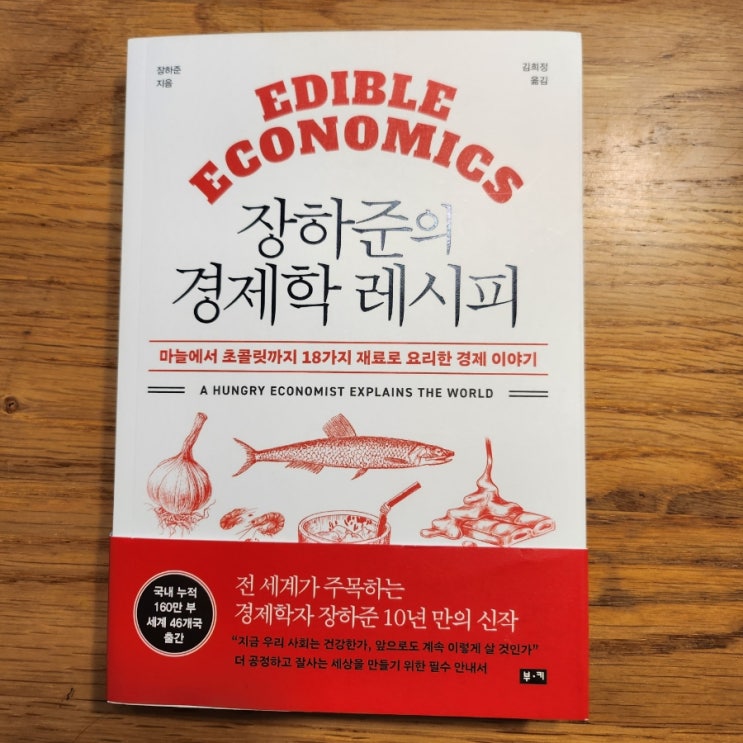 장하준
지음
김희정
옮김
EDIBLE
ECONOMICS
장하준의
경제학 레시피
마늘에서 초콜릿까지 18가지 재료로 요리한 경제 이야기
A HUNGRY ECONOMIST EXPLAINS THE WORLD
국내 누적
160만 부
세계 46개국
출간
전 세계가 주목하는
경제학자 장하준 10년 만의 신작
“지금 우리 사회는 건강한가, 앞으로도 계속 이렇게 살 것인가”
더 공정하고 잘사는 세상을 만들기 위한 필수 안내서
부·키